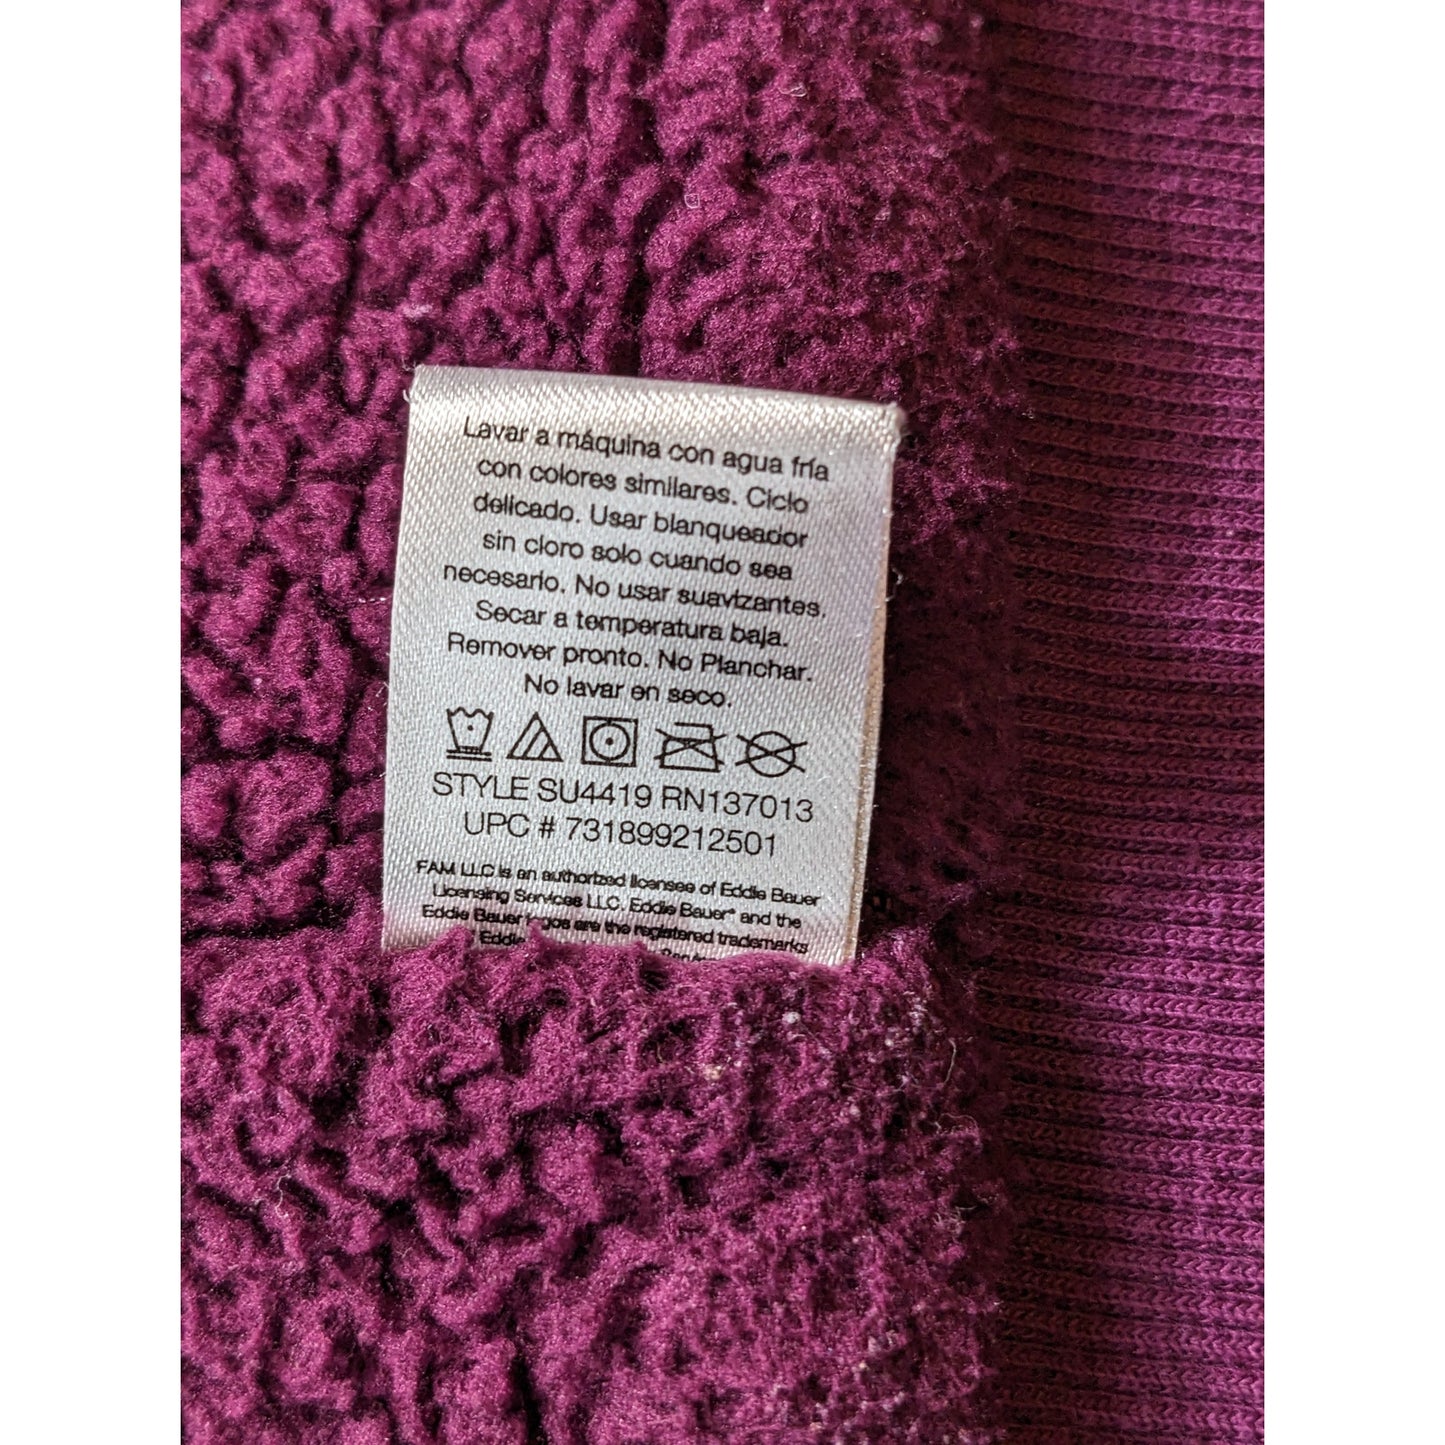 Lavar a máquina con agua fría
con colores similares. Ciclo
delicado. Usar blanqueador
sin cloro solo cuando sea
necesario. No usar suavizantes.
Secar a temperatura baja.
Remover pronto. No Planchar.
No lavar en seco.
STYLE SU4419 RN137013
UPC # 731899212501
FAM LLC is an authorized licensee of Eddie Bauer
Licensing Services LLC. Eddie Bauer® and the
Eddie Bauer logos are the registered trademarks
Eddie